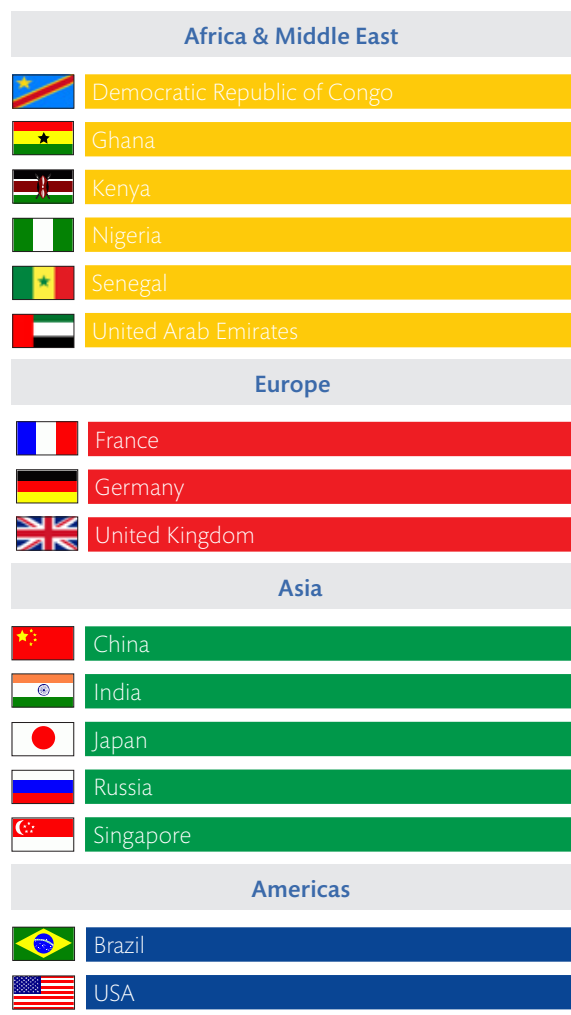 Africa & Middle East
Democratic Republic of Congo
Ghana
Kenya
Nigeria
Senegal
United Arab Emirates
Europe
France
Germany
United Kingdom
Asia
China
India
Japan
Russia
Singapore
Americas
Brazil
USA